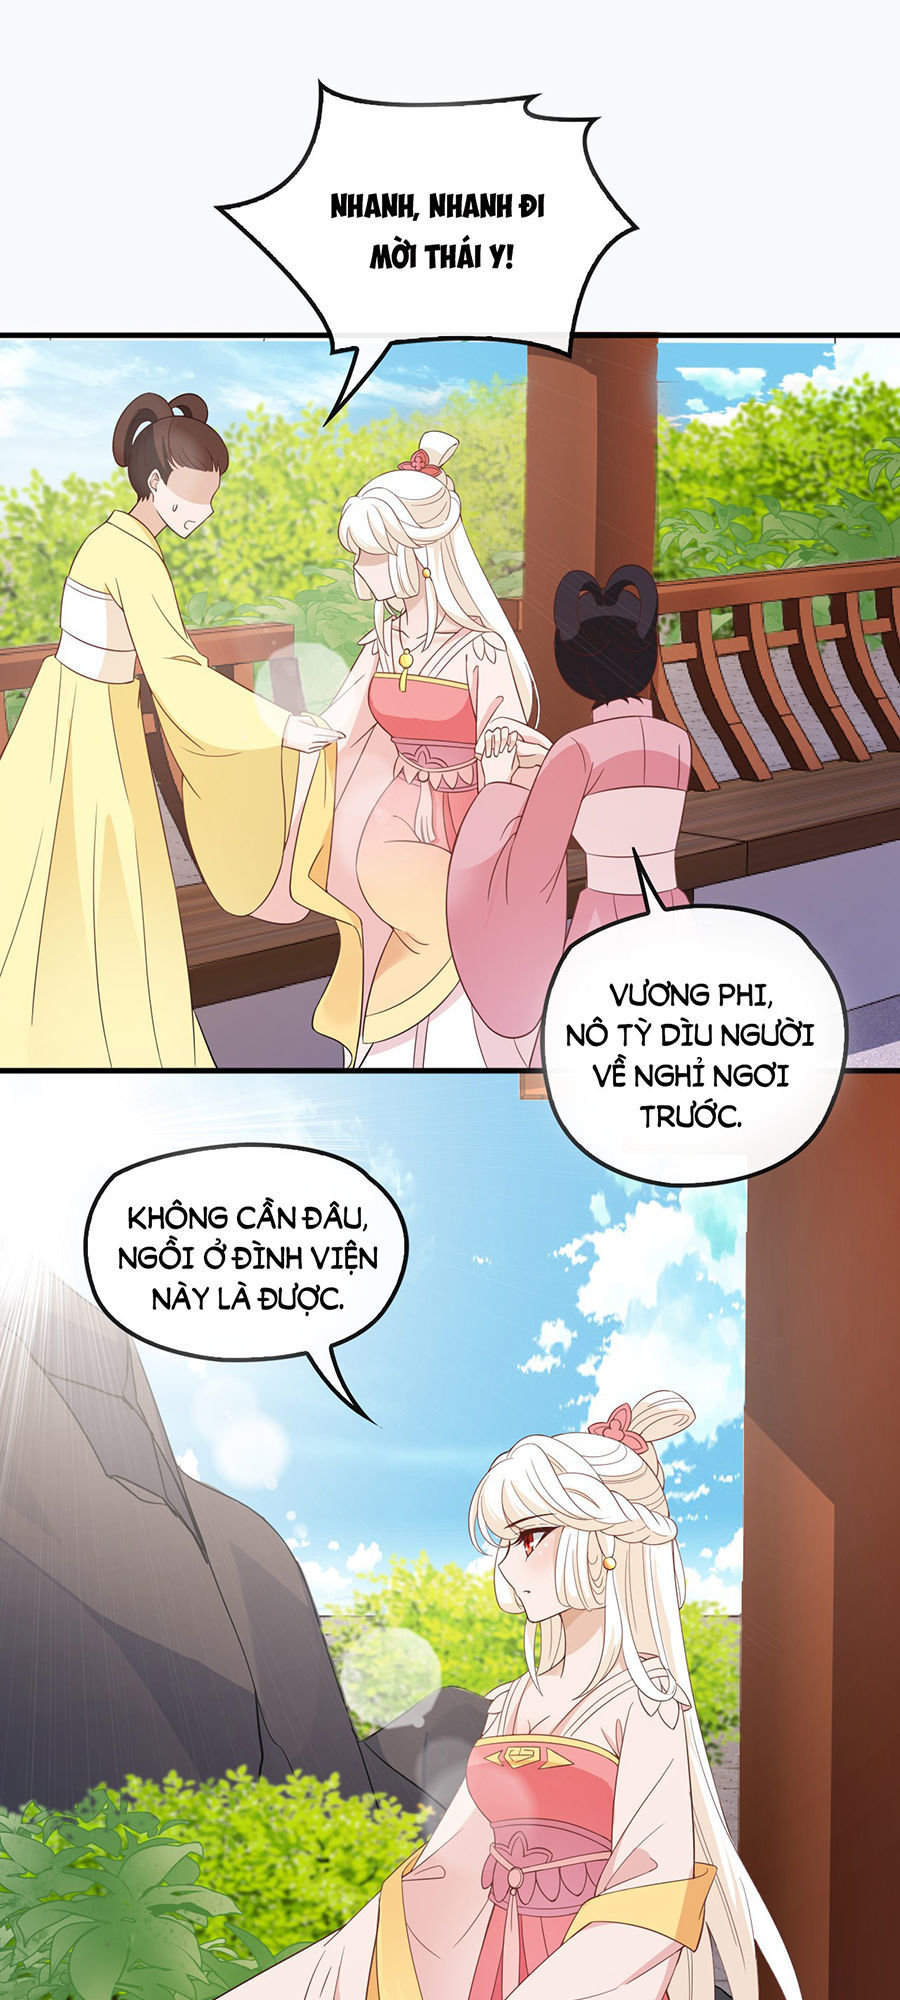 NHANH, NHANH ĐI
MỜI THÁI Y!
VƯƠNG PHI,
NÔ TỲ DÌU NGƯỜI
VỀ NGHỈ NGƠI
TRƯỚC.
KHÔNG CẦN ĐÂU,
NGỒI Ở ĐÌNH VIỆN
NÀY LÀ ĐƯỢC.